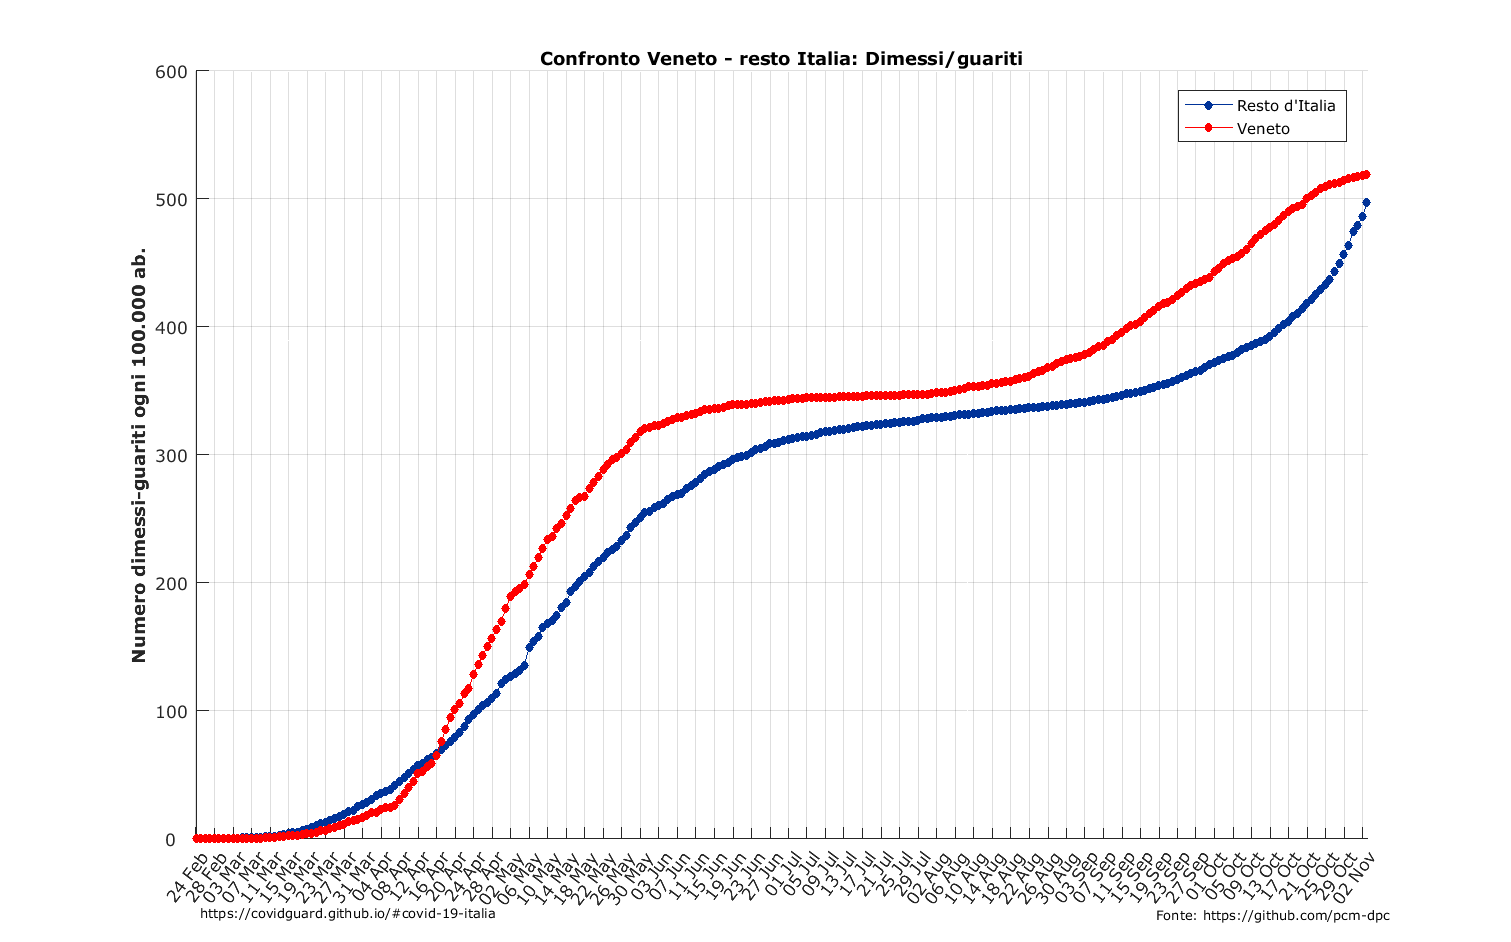 Confronto Veneto - resto Italia: Dimessi/guariti
Numero dimessi-guariti ogni 100.000 ab.
600
500
400
300
200
100
0
Resto d'Italia
Veneto
24 Feb
28 Feb
03 Mar
07 Mar
11 Mar
15 Mar
19 Mar
23 Mar
27 Mar
31 Mar
04 Apr
08 Apr
12 Apr
16 Apr
20 Apr
24 Apr
28 Apr
02 May
06 May
10 May
14 May
18 May
22 May
26 May
30 May
03 Jun
07 Jun
11 Jun
15 Jun
19 Jun
23 Jun
27 Jun
01 Jul
05 Jul
09 Jul
13 Jul
17 Jul
21 Jul
25 Jul
29 Jul
02 Aug
06 Aug
10 Aug
14 Aug
18 Aug
22 Aug
26 Aug
30 Aug
03 Sep
07 Sep
11 Sep
15 Sep
19 Sep
23 Sep
27 Sep
01 Oct
05 Oct
09 Oct
13 Oct
17 Oct
21 Oct
25 Oct
29 Oct
02 Nov
https://covidguard.github.io/#covid-19-italia
Fonte: https://github.com/pcm-dpc